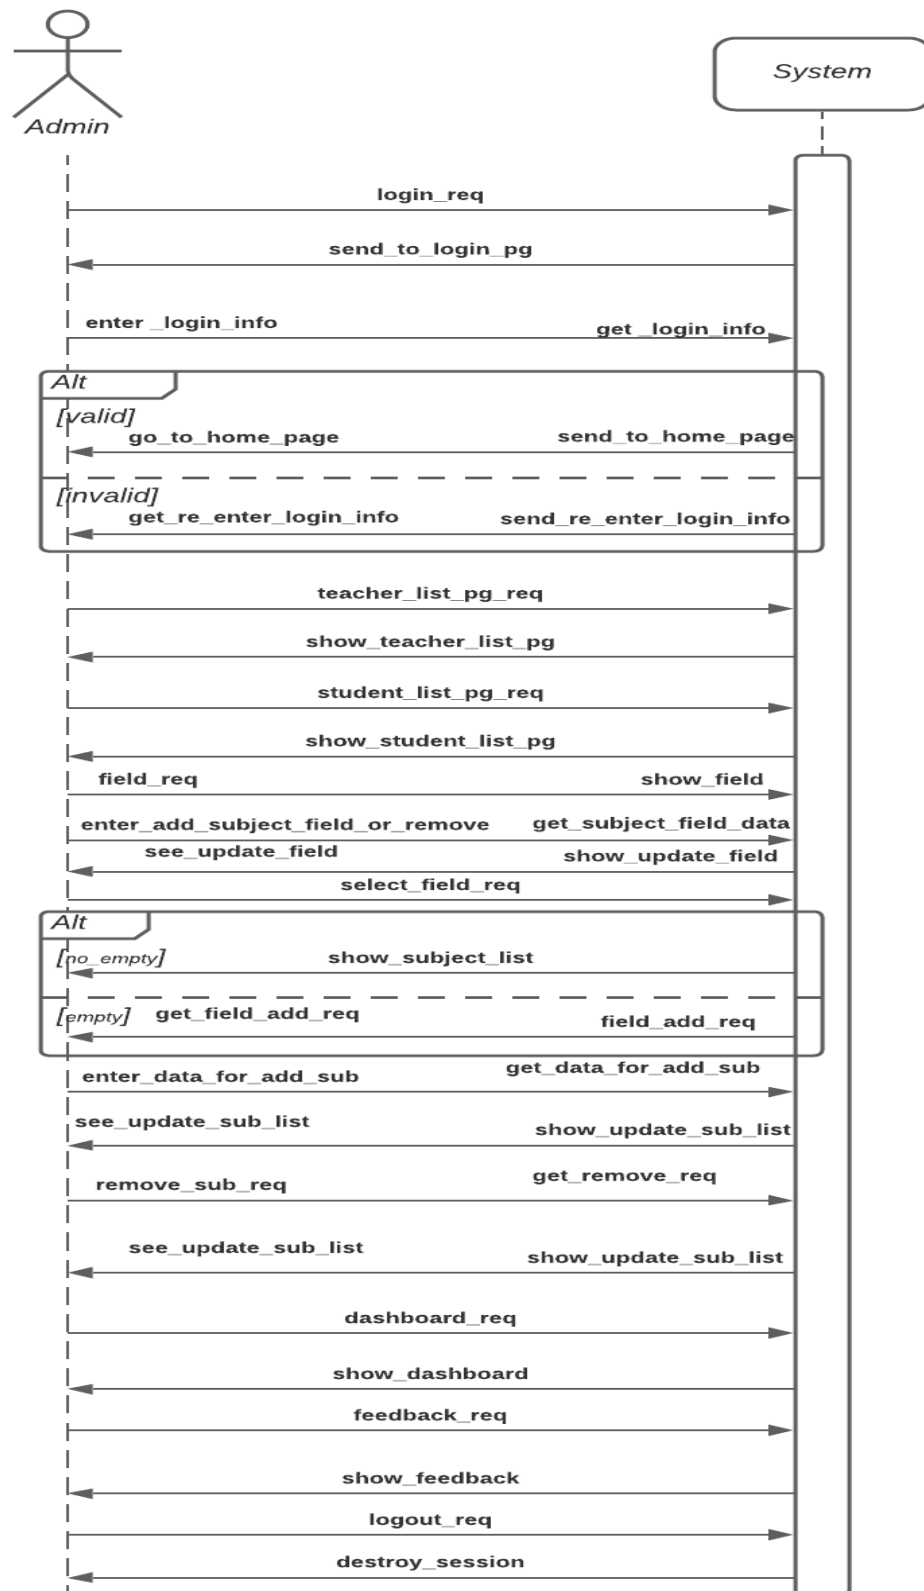 Admin
System
login_req
send_to_login_pg
enter _login_info
get _login_info
Alt
[valid]
go_to_home_page
send_to_home_page
[invalid]
get_re_enter_login_info
send_re_enter_login_info
teacher_list_pg_req
show_teacher_list_pg
student_list_pg_req
show_student_list_pg
field_req
show_field
enter_add_subject_field_or_remove
get_subject_field_data
see_update_field
show_update_field
select_field_req
Alt
[no_empty]
show_subject_list
[empty]
get_field_add_req
field_add_req
enter_data_for_add_sub
get_data_for_add_sub
see_update_sub_list
show_update_sub_list
remove_sub_req
get_remove_req
see_update_sub_list
show_update_sub_list
dashboard_req
show_dashboard
feedback_req
show_feedback
logout_req
destroy_session